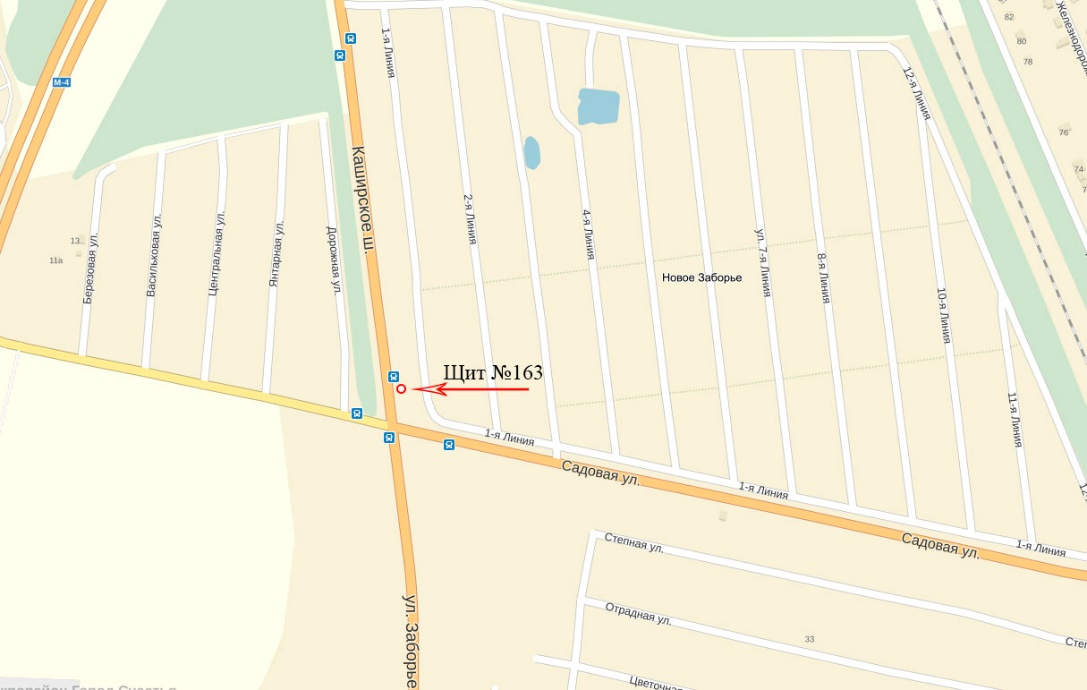 82
80
78
76
74
М-4
1-я Линия
12-я Линия
Каширское ш.
2-я Линия
4-я Линия
13
11а
Березовая ул.
Васильковая ул.
Центральная ул.
Янтарная ул.
Дорожная ул.
ул. 7-я Линия
8-я Линия
Новое Заборье
10-я Линия
Щит №163
11-я Линия
1-я Линия
Садовая ул.
1-я Линия
Садовая ул.
1-я Линия
Степная ул.
Отрадная ул.
33
ул. Заборье